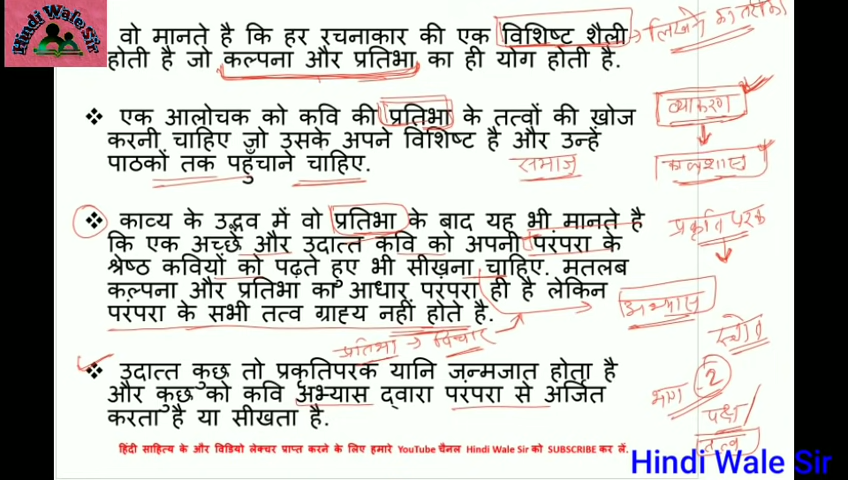 Hindi Wale Sir
वो मानते है कि हर रचनाकार की एक विशिष्ट शैली
होती है जो कल्पना और प्रतिभा का ही योग होती है.
लिखने का तरीका
❖ एक आलोचक को कवि की प्रतिभा के तत्वों की खोज
करनी चाहिए जो उसके अपने विशिष्ट है और उन्हें
पाठकों तक पहुँचाने चाहिए.
समाज
व्याकरण
काव्यशास्त्र
❖ काव्य के उद्भव में वो प्रतिभा के बाद यह भी मानते है
कि एक अच्छे और उदात्त कवि को अपनी परंपरा के
श्रेष्ठ कवियों को पढ़ते हुए भी सीखना चाहिए. मतलब
कल्पना और प्रतिभा का आधार परंपरा ही है लेकिन
परंपरा के सभी तत्व ग्राह्य नहीं होते है.
प्रकृति परक
अभ्यास
प्रतिभा → विचार
स्त्रोत
❖ उदात्त कुछ तो प्रकृतिपरक यानि जन्मजात होता है
और कुछ को कवि अभ्यास द्वारा परंपरा से अर्जित
करता है या सीखता है.
भाग 2
पक्ष/
तत्व
हिंदी साहित्य के और विडियो लेक्चर प्राप्त करने के लिए हमारे YouTube चैनल Hindi Wale Sir को SUBSCRIBE कर लें.
Hindi Wale Sir